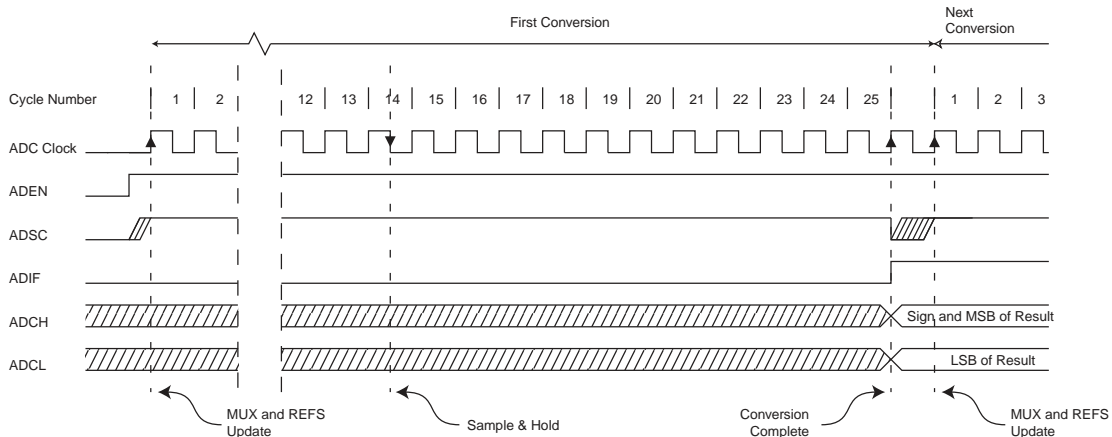 First Conversion
Next
Conversion
Cycle Number 1 2 12 13 14 15 16 17 18 19 20 21 22 23 24 25 1 2 3
ADC Clock
ADEN
ADSC
ADIF
ADCH Sign and MSB of Result
ADCL LSB of Result
MUX and REFS
Update
Sample & Hold
Conversion
Complete
MUX and REFS
Update